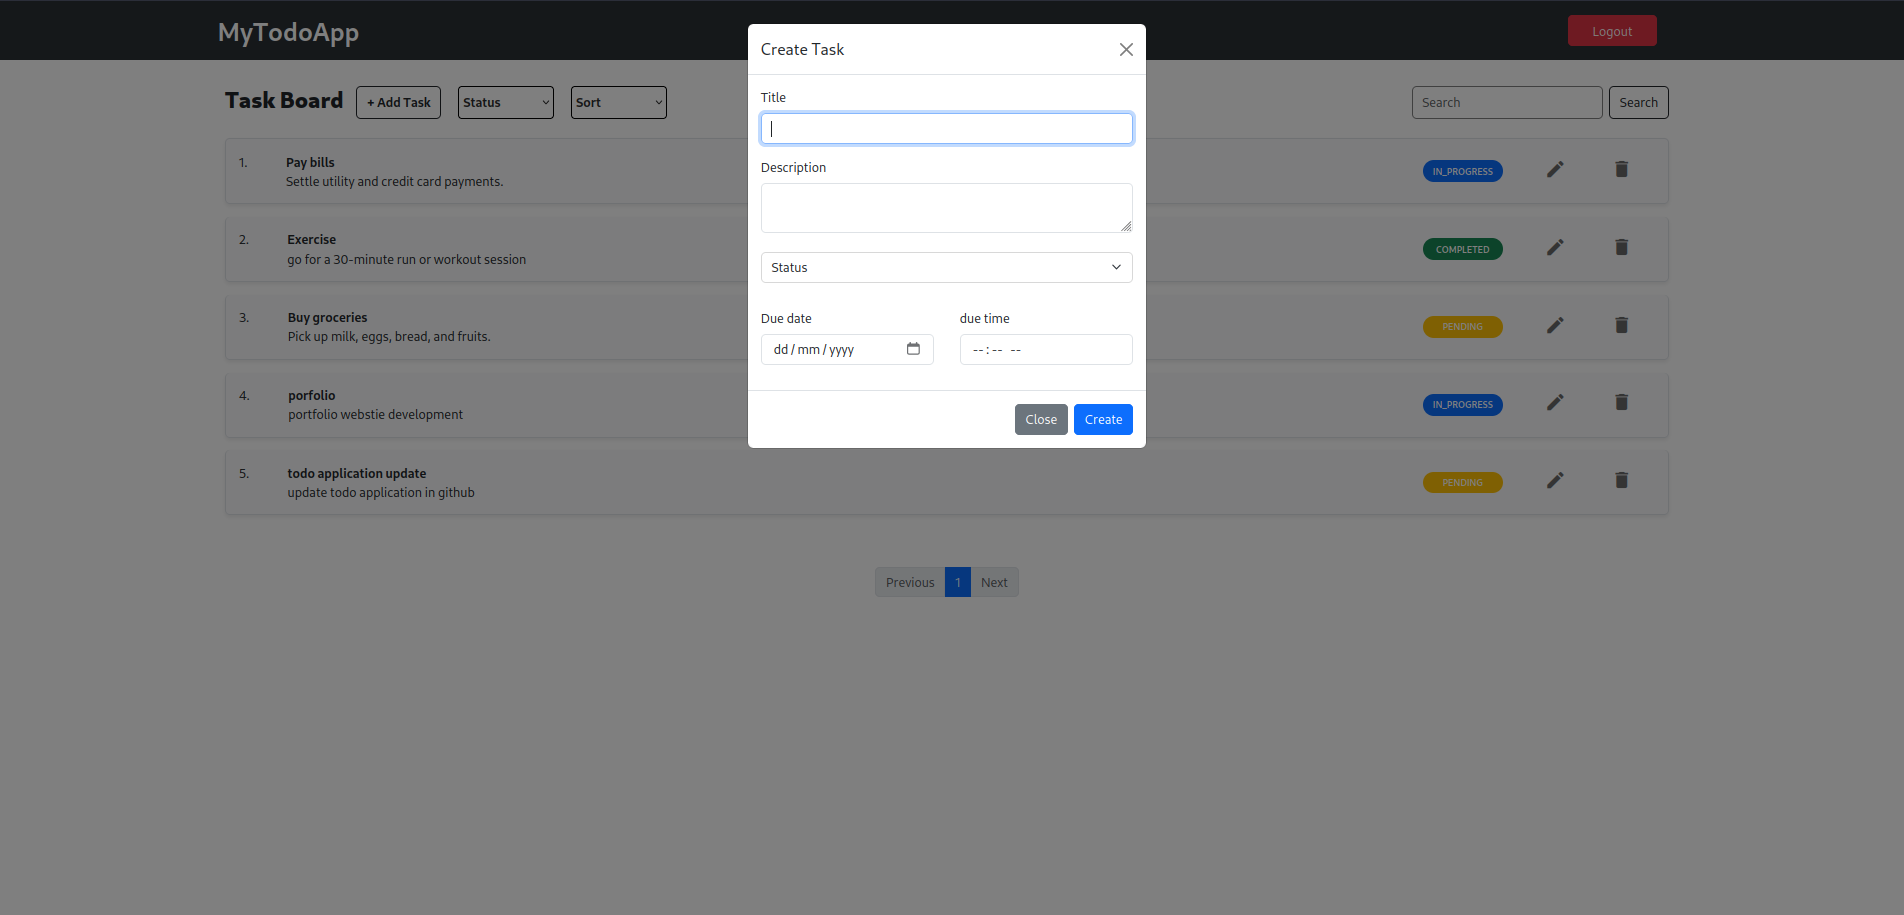 MyTodoApp
Logout
Task Board
+ Add Task
Status
Sort
Search
Search
1.
Pay bills
Settle utility and credit card payments.
IN_PROGRESS
2.
Exercise
go for a 30-minute run or workout session
COMPLETED
3.
Buy groceries
Pick up milk, eggs, bread, and fruits.
PENDING
4.
porfolio
portfolio webstie development
IN_PROGRESS
5.
todo application update
update todo application in github
PENDING
Previous
1
Next
Create Task
Title
Description
Status
Due date
due time
dd/mm/yyyy
--:-- --
Close
Create